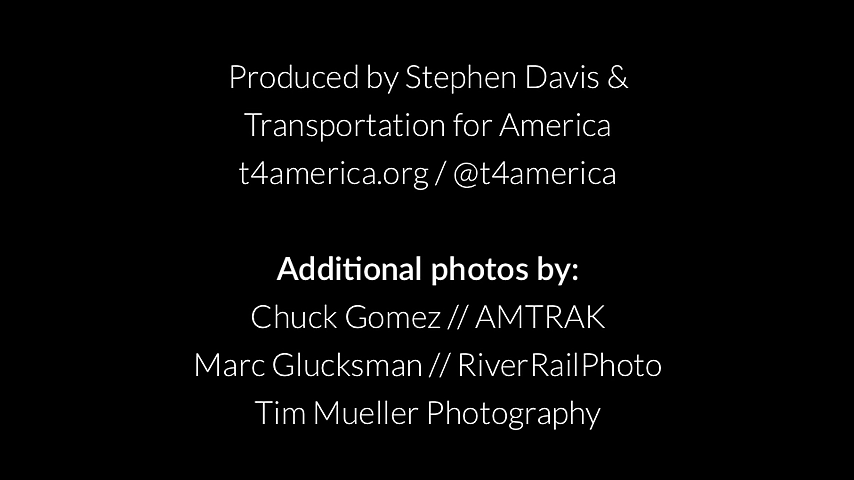 Produced by Stephen Davis &
Transportation for America
t4america.org / @t4america
Additional photos by:
Chuck Gomez // AMTRAK
Marc Glucksman // RiverRailPhoto
Tim Mueller Photography